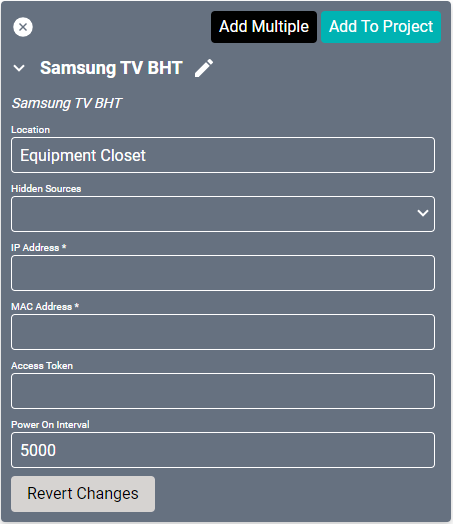 Add Multiple
Add To Project
Samsung TV BHT
Samsung TV BHT
Location
Equipment Closet
Hidden Sources
IP Address *
MAC Address *
Access Token
Power On Interval
5000
Revert Changes